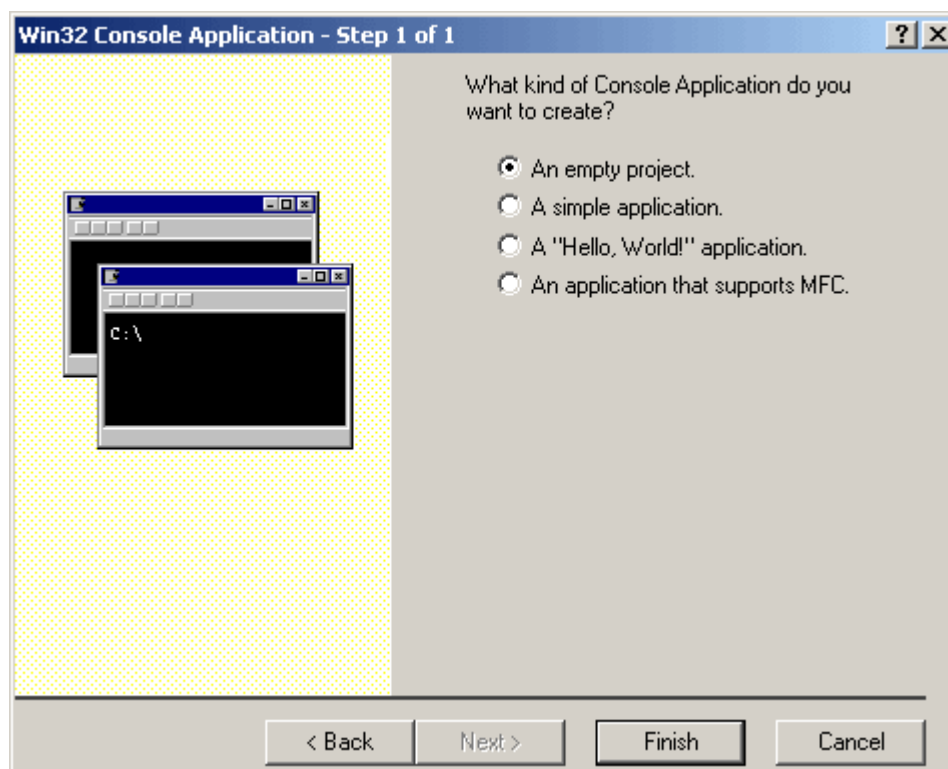 Win32 Console Application - Step 1 of 1
What kind of Console Application do you
want to create?
An empty project.
A simple application.
A "Hello, World!" application.
An application that supports MFC.
C:\
< Back
Next >
Finish
Cancel